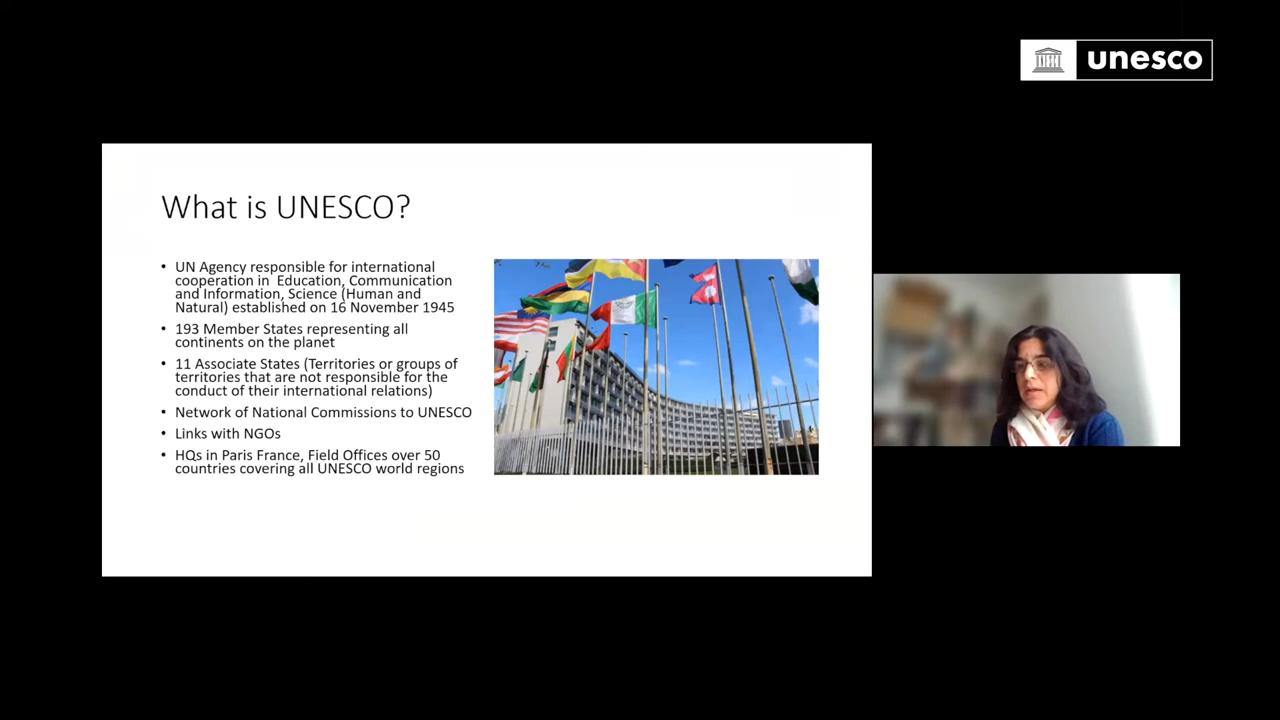 UNESCO
unesco
What is UNESCO?
• UN Agency responsible for international
cooperation in  Education, Communication
and Information, Science (Human and
Natural) established on 16 November 1945
• 193 Member States representing all
continents on the planet
• 11 Associate States (Territories or groups of
territories that are not responsible for the
conduct of their international relations)
• Network of National Commissions to UNESCO
• Links with NGOs
• HQs in Paris France, Field Offices over 50
countries covering all UNESCO world regions